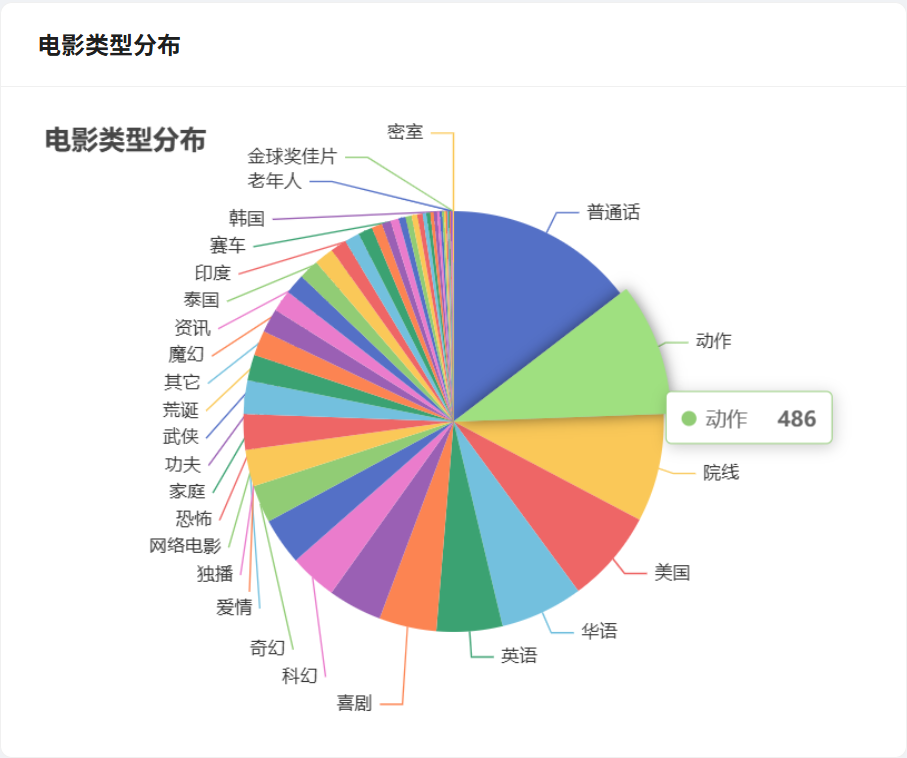 电影类型分布
电影类型分布
密室
金球奖佳片
老年人
普通话
韩国
赛车
印度
泰国
资讯
动作
魔幻
其它
荒诞
动作 486
武侠
功夫
院线
家庭
恐怖
网络电影
独播
美国
爱情
华语
奇幻
英语
科幻
喜剧